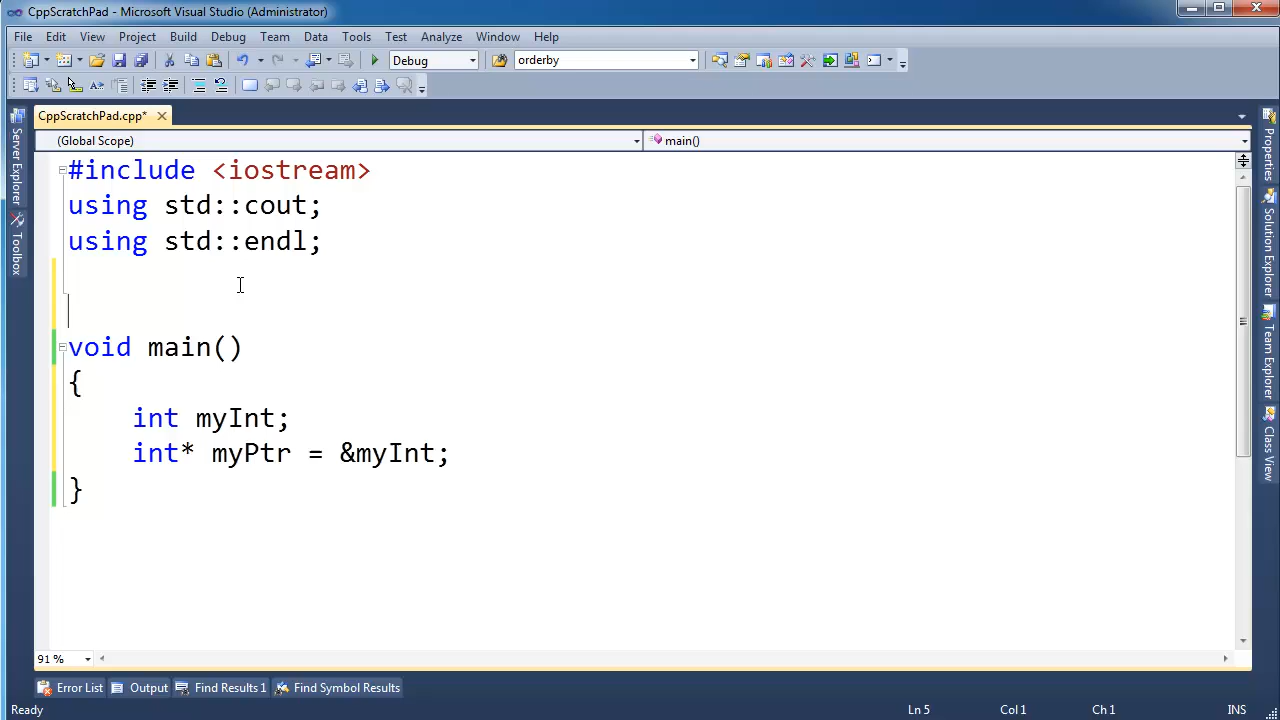 CppScratchPad - Microsoft Visual Studio (Administrator)
File Edit View Project Build Debug Team Data Tools Test Analyze Window Help
Debug orderby
CppScratchPad.cpp*
(Global Scope) main()
#include <iostream>
using std::cout;
using std::endl;
void main()
{
int myInt;
int* myPtr = &myInt;
}
Server Explorer
Toolbox
Properties
Solution Explorer
Team Explorer
Class View
91 %
Error List Output Find Results 1 Find Symbol Results
Ready Ln 5 Col 1 Ch 1 INS